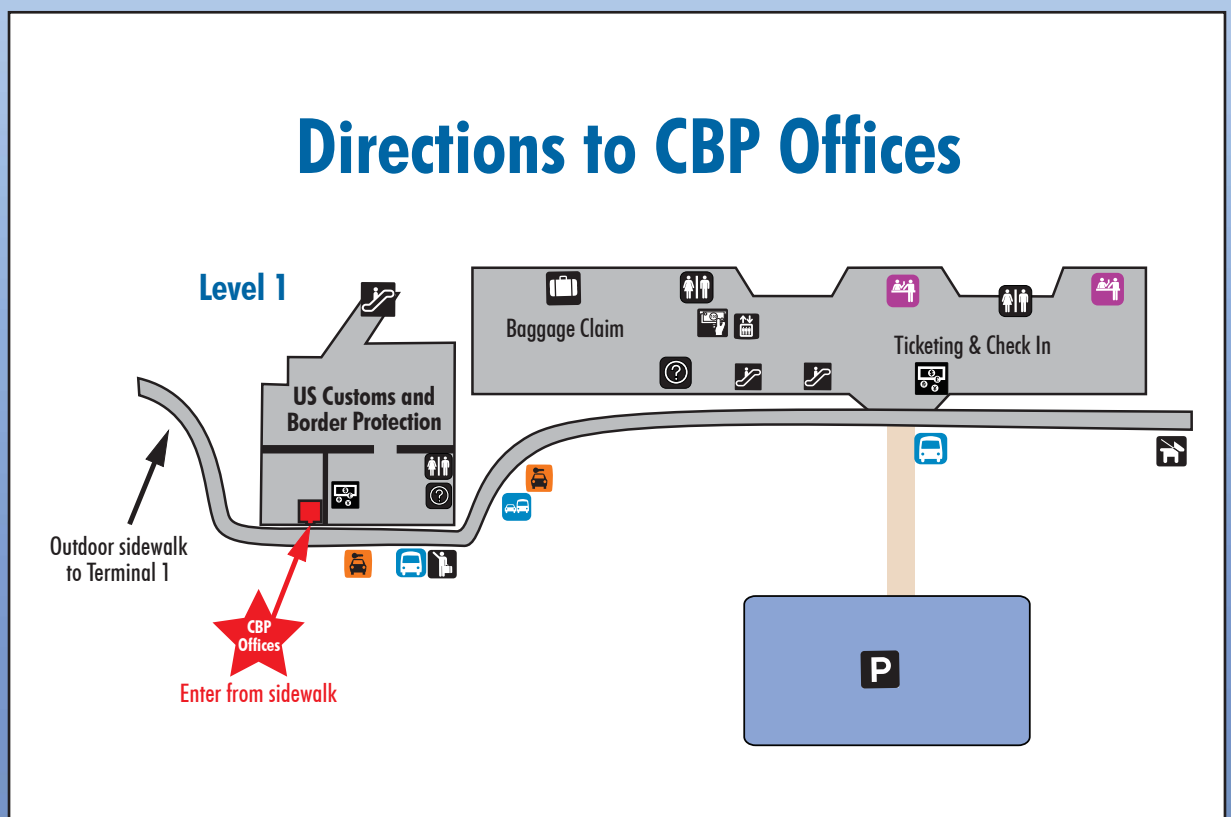 Directions to CBP Offices
Level 1
Baggage Claim
Ticketing & Check In
US Customs and
Border Protection
Outdoor sidewalk
to Terminal 1
CBP
Offices
Enter from sidewalk
P